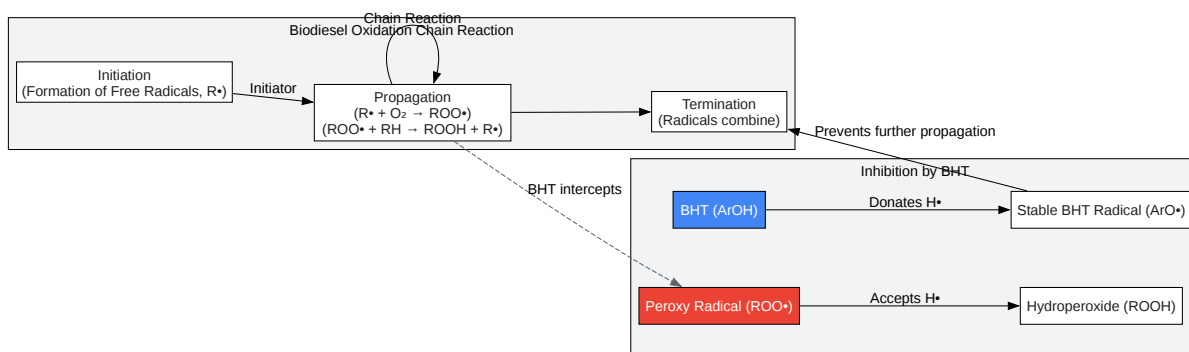 Chain Reaction
Biodiesel Oxidation Chain Reaction
Initiation
(Formation of Free Radicals, R•)
Initiator
Propagation
(R• + O₂ → ROO•)
(ROO• + RH → ROOH + R•)
Termination
(Radicals combine)
Prevents further propagation
Inhibition by BHT
BHT intercepts
BHT (ArOH)
Donates H•
Stable BHT Radical (ArO•)
Peroxy Radical (ROO•)
Accepts H•
Hydroperoxide (ROOH)